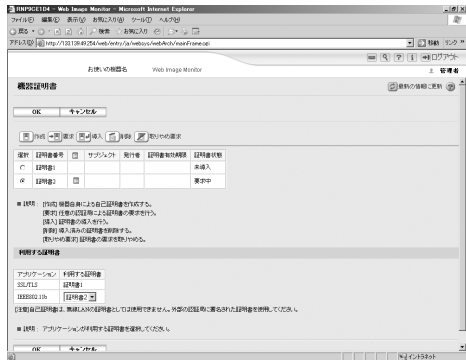 RNP9CE1D4 - Web Image Monitor - Microsoft Internet Explorer
ファイル(F) 編集(E) 表示(V) お気に入り(A) ツール(T) ヘルプ(H)
戻る 検索 お気に入り
アドレス(D) http://133.139.49.254/web/entry/ja/websys/webArch/mainFrame.cgi 移動 リンク
ログアウト
お使いの機器名 Web Image Monitor 管理者
機器証明書 最新の情報に更新
OK キャンセル
作成 要求 導入 削除 取りやめ要求
選択 証明書番号 サブジェクト 発行者 証明書有効期限 証明書状態
証明書1 未導入
証明書2 要求中
■ 説明 : [作成] 機器自身による自己証明書を作成する。
[要求] 任意の認証局による証明書の要求を行う。
[導入] 証明書の導入を行う。
[削除] 導入済みの証明書を削除する。
[取りやめ要求] 証明書の要求を取りやめる。
利用する証明書
アプリケーション 利用する証明書
SSL/TLS 証明書1
IEEE802.11b 証明書2
[注意]自己証明書は、無線LANの証明書としては使用できません。外部の認証局に署名された証明書を使用してください。
■ 説明 : アプリケーションが利用する証明書を選択してください。
OK キャンセル
イントラネット